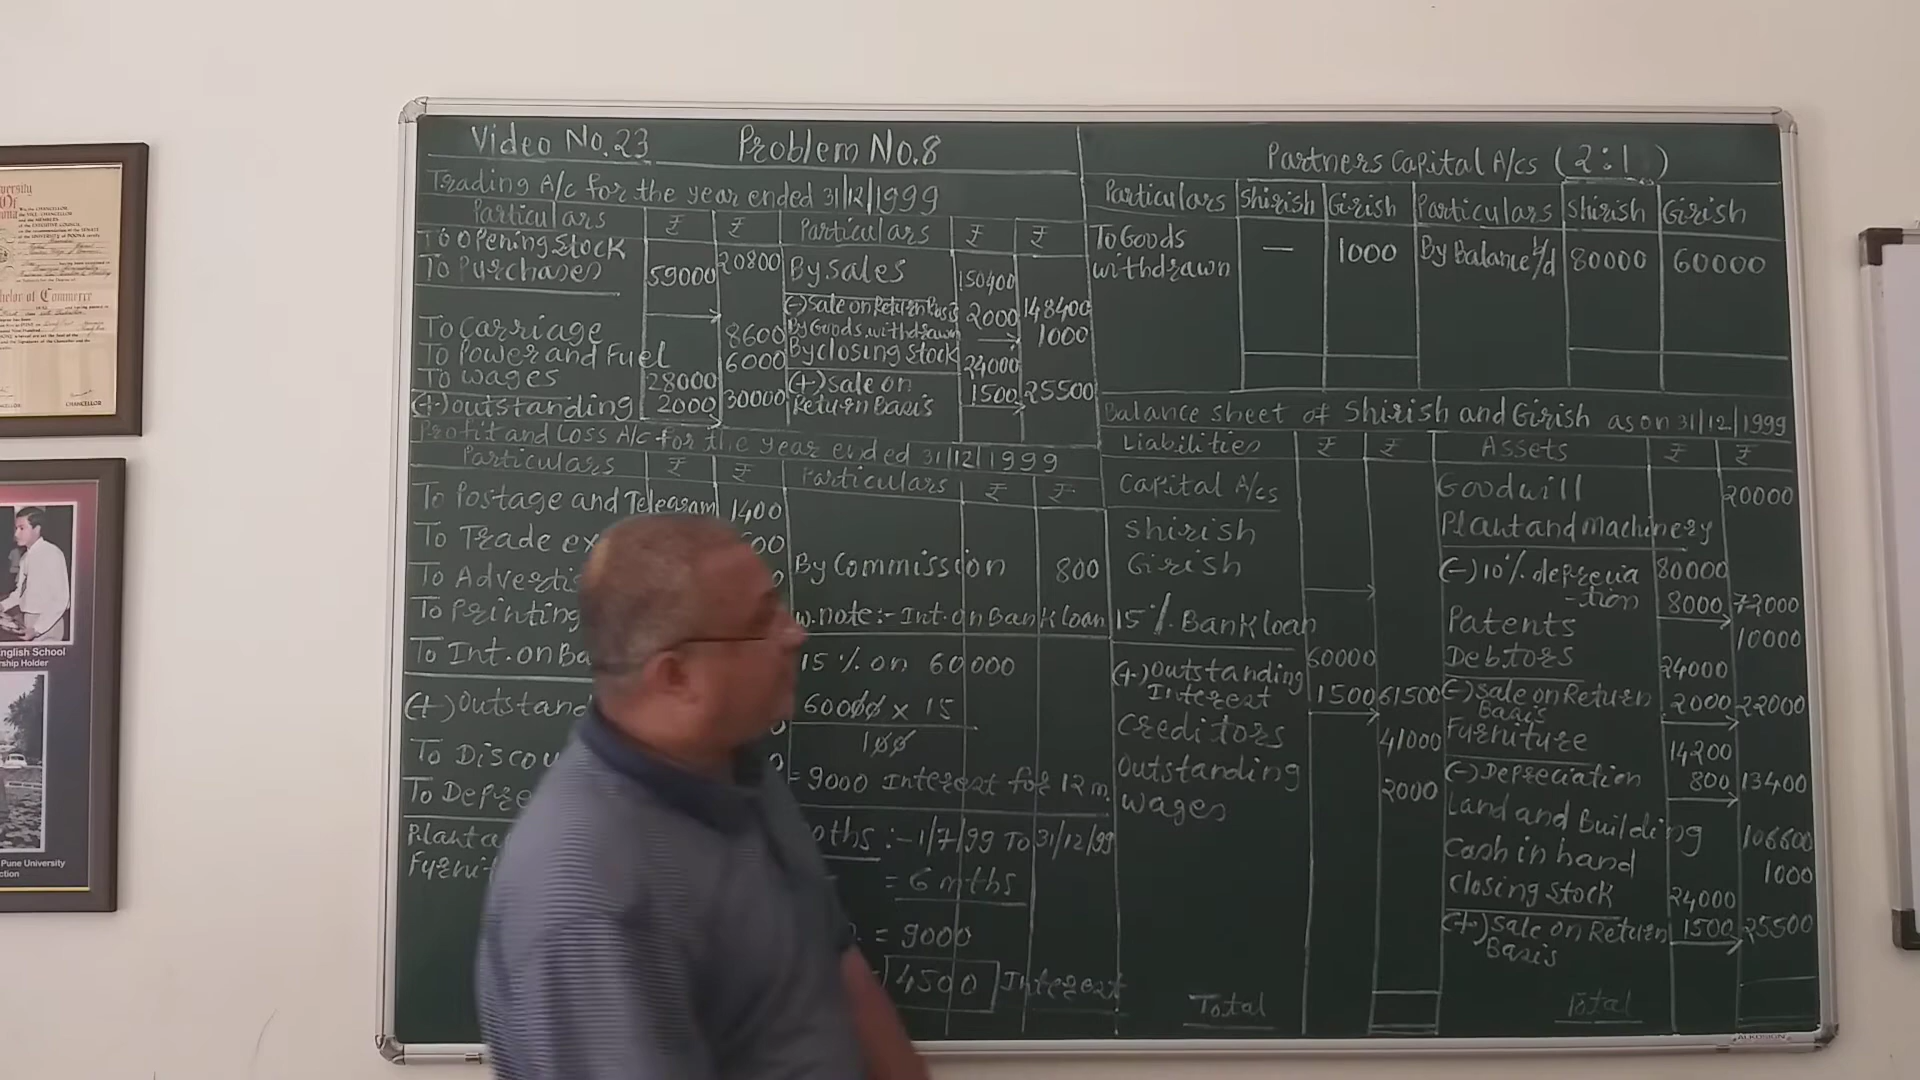 Video No.23 Problem No.8
Trading A/c for the year ended 31/12/1999
Particulars ₹ ₹ Particulars ₹ ₹
To Opening Stock 20800
To Purchases 59000
To Carriage 8600
To Power and Fuel 6000
To Wages 28000
(+) outstanding 2000 30000
By Sales 150400
(-) Sale on Return Basis 2000 148400
By Goods withdrawn 1000
By closing Stock 24000
(+) Sale on 1500 25500
Return Basis
Profit and Loss A/c for the year ended 31/12/1999
Particulars ₹ ₹ Particulars ₹ ₹
To Postage and Telegram 1400
To Trade ex
To Advertis
To Printing
To Int. on Ba
(+) Outstand
To Discou
To Depre
Plant a
Furnit
By Commission 800
W.note:- Int. on Bank loan
15% on 60000
60000 x 15
100
= 9000 Interest for 12 m.
:- 1/7/99 To 31/12/99
= 6 mths
= 9000
4500 Interest
Partners Capital A/cs (2:1)
Particulars Shirish Girish Particulars Shirish Girish
To Goods — 1000 By Balance b/d 80000 60000
withdrawn
Balance sheet of Shirish and Girish as on 31/12/1999
Liabilities ₹ ₹ Assets ₹ ₹
Capital A/cs
Shirish
Girish
15% Bank loan
60000
(+) Outstanding
Interest 1500 61500
Creditors 41000
Outstanding
Wages 2000
Total
Goodwill 20000
Plant and Machinery
80000
(-) 10% deprecia
-tion 8000 72000
Patents 10000
Debtors 24000
(-) Sale on Return 2000 22000
Basis
Furniture 14200
(-) Depreciation 800 13400
Land and Building 106600
Cash in hand 1000
Closing Stock 24000
(+) Sale on Return 1500 25500
Basis
Total
CHANCELLOR
nglish School
rship Holder
Pune University
ction